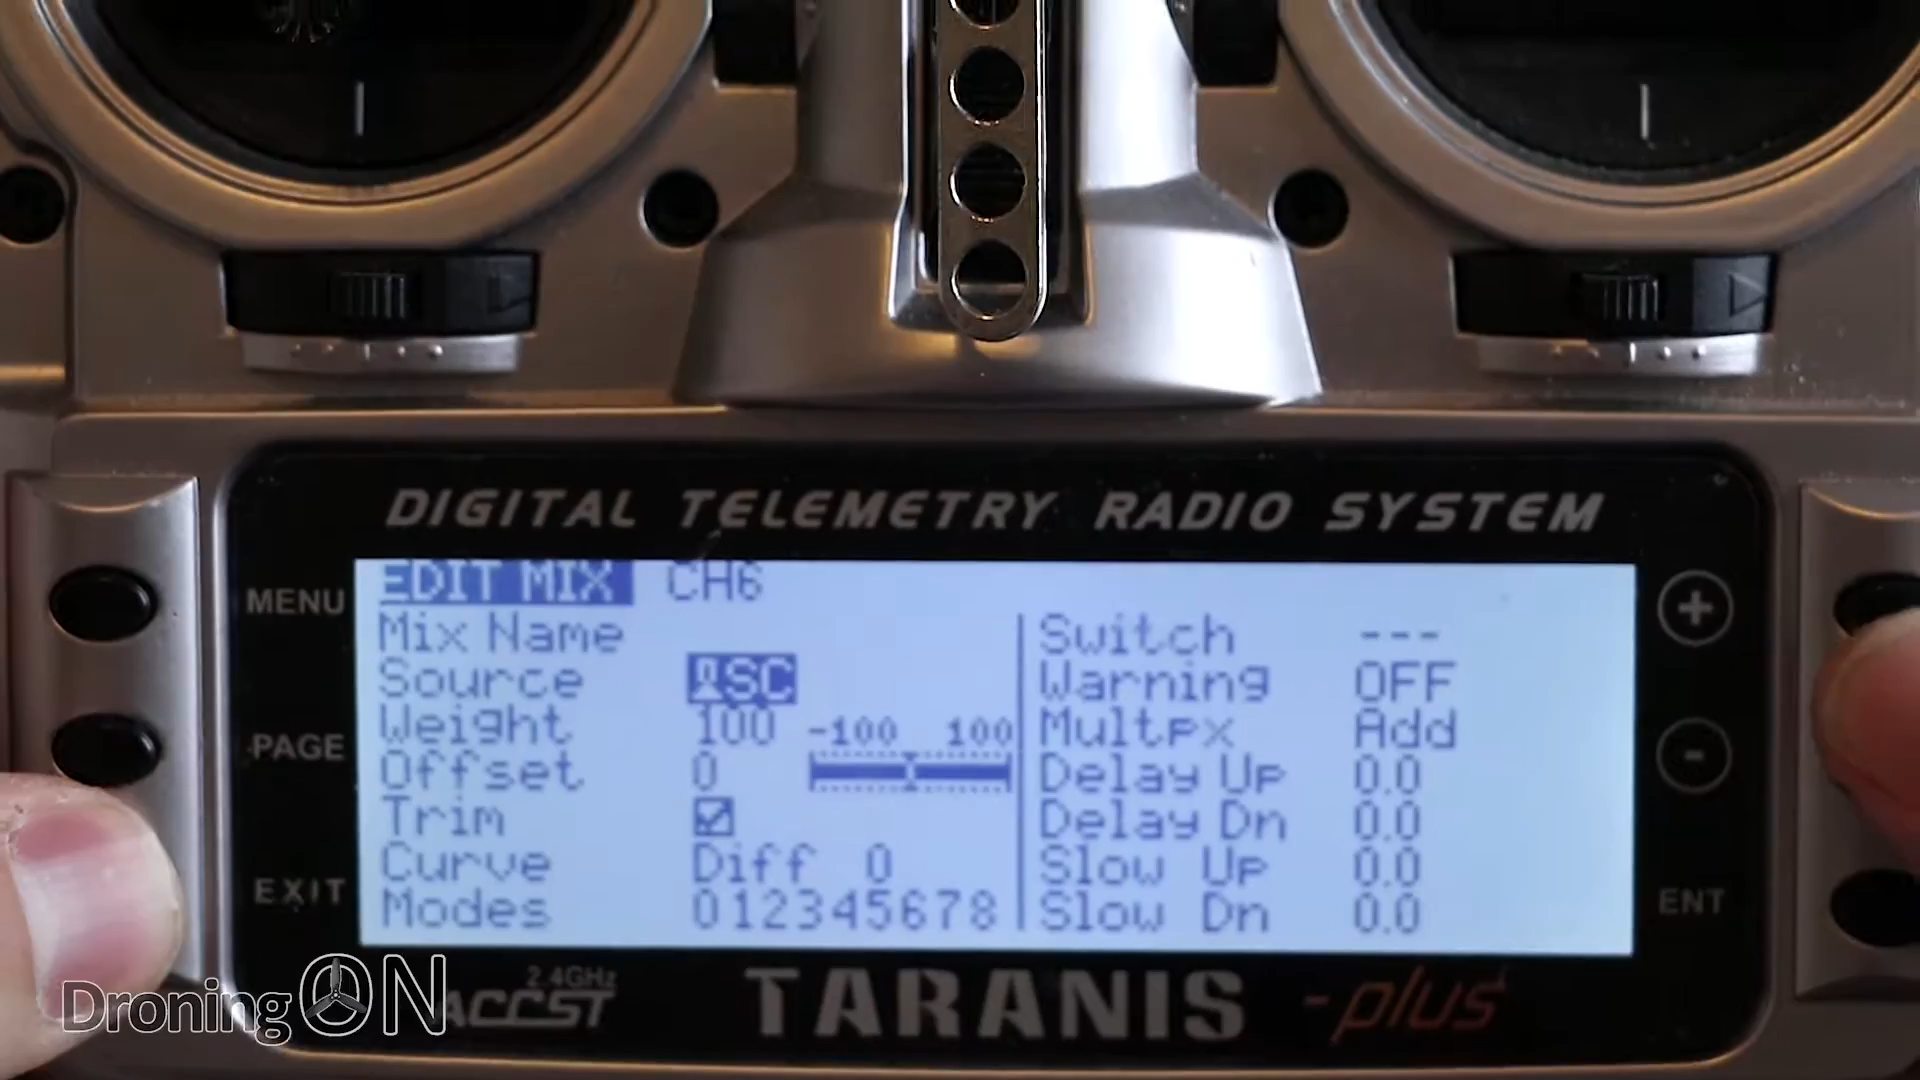 DIGITAL TELEMETRY RADIO SYSTEM
MENU
PAGE
EXIT
EDIT MIX CH6
Mix Name
Source SC
Weight 100 -100 100
Offset 0
Trim
Curve Diff 0
Modes 012345678
Switch ---
Warning OFF
Multpx Add
Delay Up 0.0
Delay Dn 0.0
Slow Up 0.0
Slow Dn 0.0
+
-
ENT
DroningON
2.4GHz
ACCST
TARANIS -plus